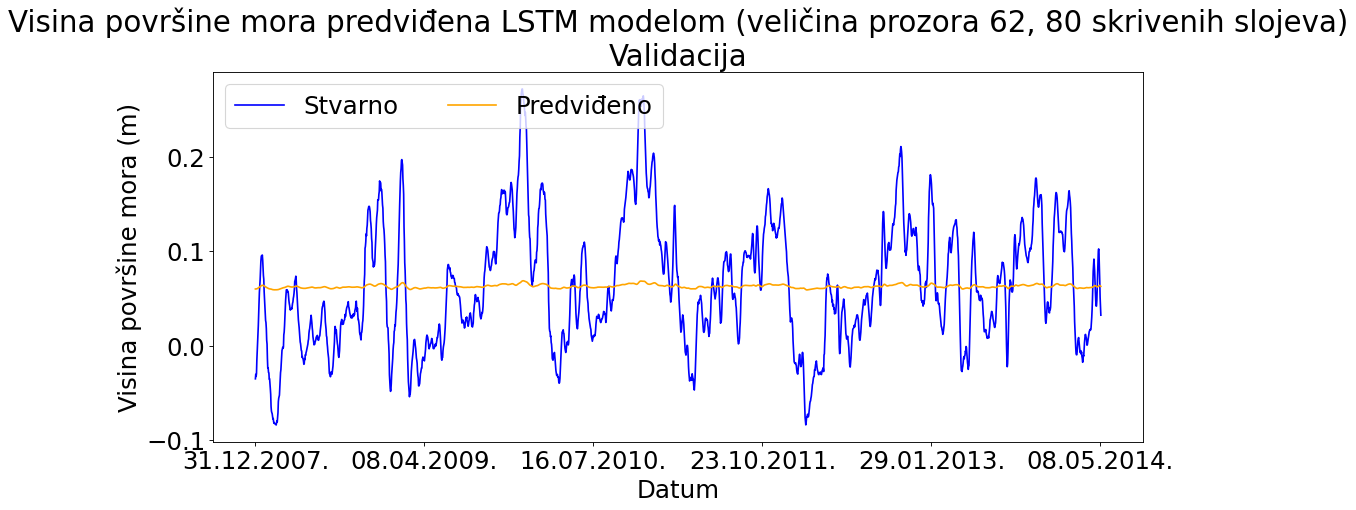 Visina površine mora predviđena LSTM modelom (veličina prozora 62, 80 skrivenih slojeva)
Validacija
Stvarno
Predviđeno
Visina površine mora (m)
0.2
0.1
0.0
−0.1
31.12.2007.
08.04.2009.
16.07.2010.
23.10.2011.
29.01.2013.
08.05.2014.
Datum